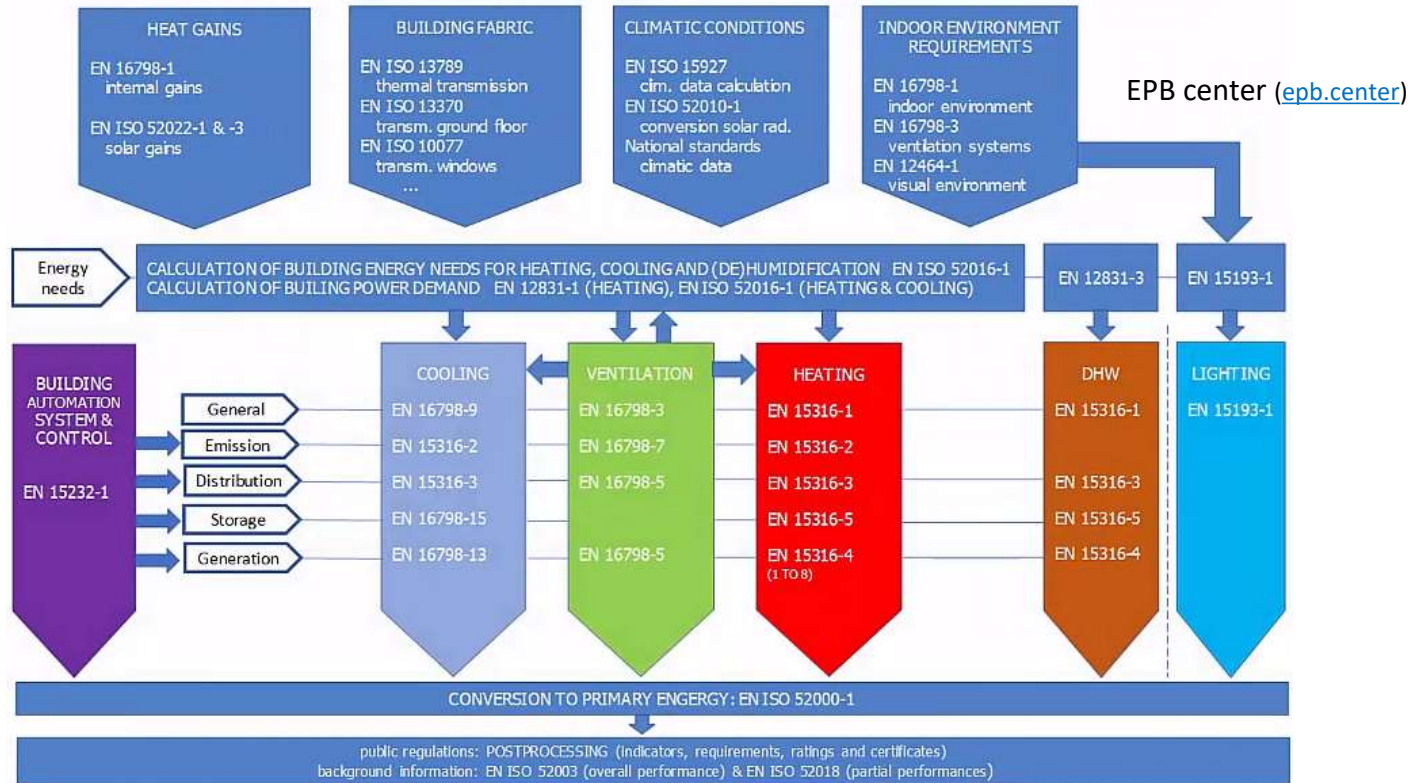 HEAT GAINS
EN 16798-1
internal gains
EN ISO 52022-1 & -3
solar gains
BUILDING FABRIC
EN ISO 13789
thermal transmission
EN ISO 13370
transm. ground floor
EN ISO 10077
transm. windows
...
CLIMATIC CONDITIONS
EN ISO 15927
clim. data calculation
EN ISO 52010-1
conversion solar rad.
National standards
climatic data
INDOOR ENVIRONMENT
REQUIREMENTS
EN 16798-1
indoor environment
EN 16798-3
ventilation systems
EN 12464-1
visual environment
EPB center (epb.center)
Energy
needs
CALCULATION OF BUILDING ENERGY NEEDS FOR HEATING, COOLING AND (DE)HUMIDIFICATION EN ISO 52016-1
CALCULATION OF BUILING POWER DEMAND EN 12831-1 (HEATING), EN ISO 52016-1 (HEATING & COOLING)
EN 12831-3
EN 15193-1
BUILDING
AUTOMATION
SYSTEM &
CONTROL
EN 15232-1
General
Emission
Distribution
Storage
Generation
COOLING
EN 16798-9
EN 15316-2
EN 15316-3
EN 16798-15
EN 16798-13
VENTILATION
EN 16798-3
EN 16798-7
EN 16798-5
EN 16798-5
HEATING
EN 15316-1
EN 15316-2
EN 15316-3
EN 15316-5
EN 15316-4
(1 TO 8)
DHW
EN 15316-1
EN 15316-3
EN 15316-5
EN 15316-4
LIGHTING
EN 15193-1
CONVERSION TO PRIMARY ENGERGY: EN ISO 52000-1
public regulations: POSTPROCESSING (indicators, requirements, ratings and certificates)
background information: EN ISO 52003 (overall performance) & EN ISO 52018 (partial performances)